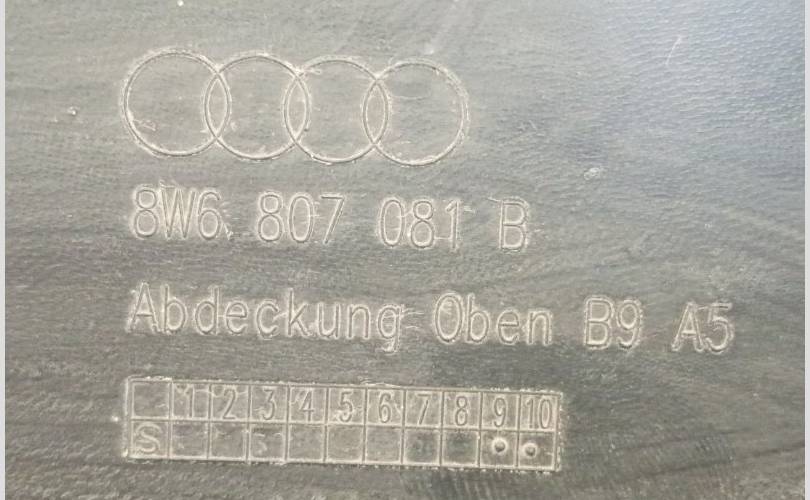 8W6 807 081 B
Abdeckung Oben B9 A5
1 2 3 4 5 6 7 8 9 10
S